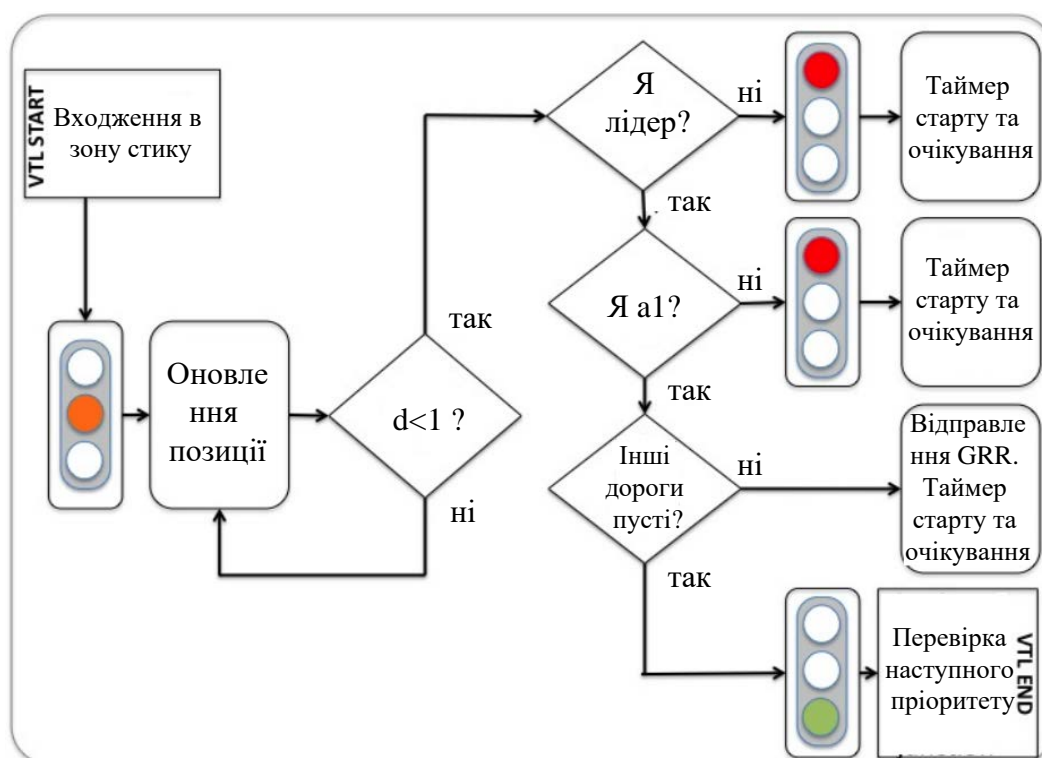 VTL START
Входження в
зону стику
Оновле
ння
позиції
d<1 ?
так
ні
Я
лідер?
ні
так
Таймер
старту та
очікування
Я a1?
ні
так
Таймер
старту та
очікування
Інші
дороги
пусті?
ні
так
Відправле
ння GRR.
Таймер
старту та
очікування
Перевірка
наступного
пріоритету
VTL END